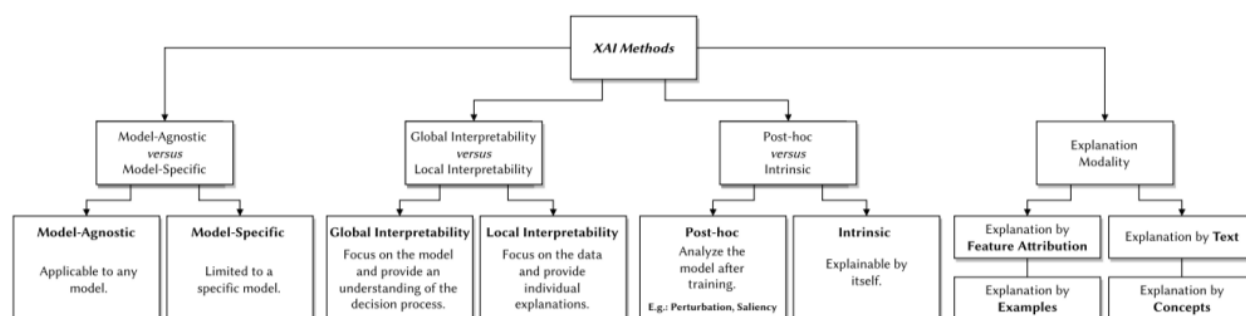 XAI Methods
Model-Agnostic
versus
Model-Specific
Global Interpretability
versus
Local Interpretability
Post-hoc
versus
Intrinsic
Explanation
Modality
Model-Agnostic
Applicable to any
model.
Model-Specific
Limited to a
specific model.
Global Interpretability
Focus on the model
and provide an
understanding of the
decision process.
Local Interpretability
Focus on the data
and provide
individual
explanations.
Post-hoc
Analyze the
model after
training.
E.g.: Perturbation, Saliency
Intrinsic
Explainable by
itself.
Explanation by
Feature Attribution
Explanation by Text
Explanation by
Examples
Explanation by
Concepts